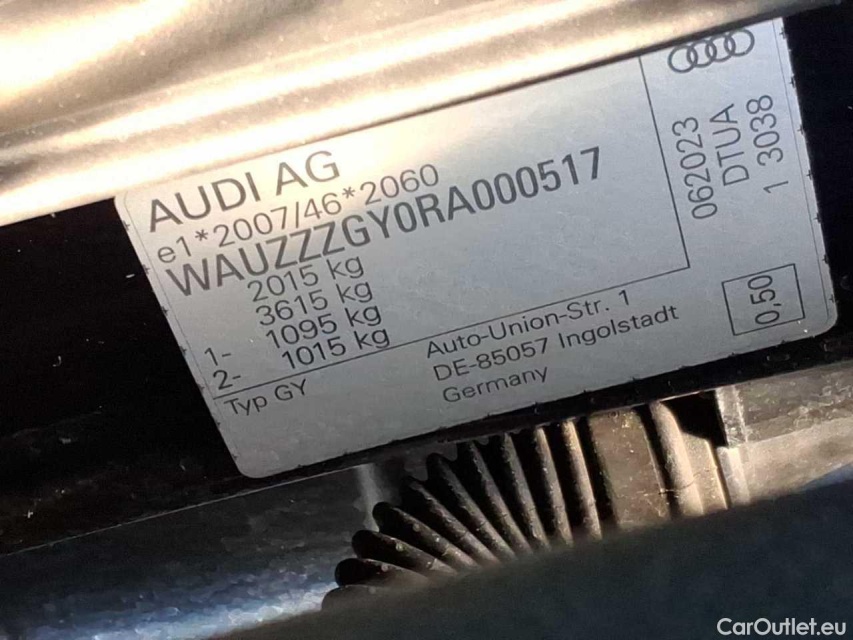 AUDI AG
e1*2007/46*2060
WAUZZZGY0RA000517
2015 kg
3615 kg
1- 1095 kg
2- 1015 kg
Typ GY
Auto-Union-Str. 1
DE-85057 Ingolstadt
Germany
062023
DTUA
1 3038
0,50
CarOutlet.eu